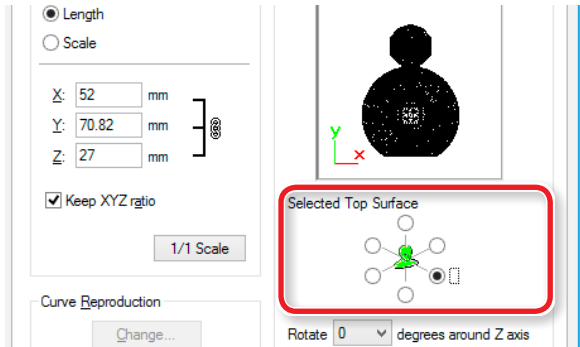 Length
Scale
X: 52 mm
Y: 70.82 mm
Z: 27 mm
Keep XYZ ratio
1/1 Scale
Curve Reproduction
Change...
y
x
Selected Top Surface
Rotate 0 degrees around Z axis